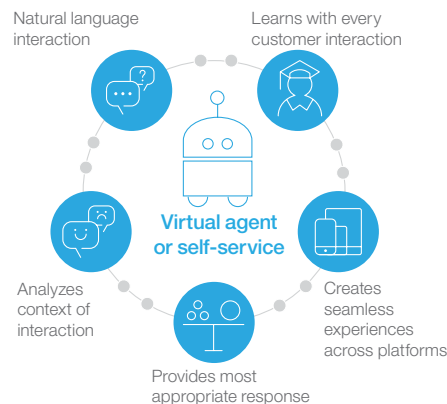 Natural language
interaction
Learns with every
customer interaction
?
Virtual agent
or self-service
Analyzes
context of
interaction
Creates
seamless
experiences
across platforms
Provides most
appropriate response